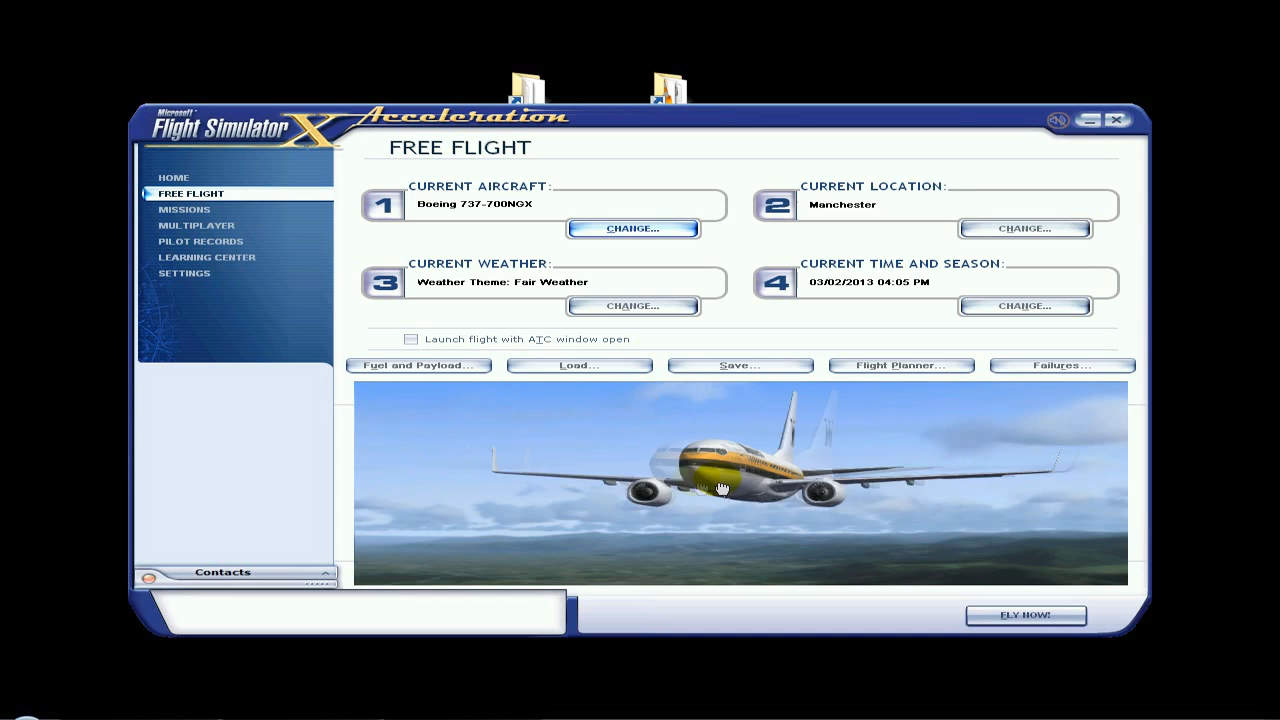 Microsoft
Flight Simulator X Acceleration
FREE FLIGHT
HOME
FREE FLIGHT
MISSIONS
MULTIPLAYER
PILOT RECORDS
LEARNING CENTER
SETTINGS
CURRENT AIRCRAFT:
1
Boeing 737-700NGX
CHANGE...
CURRENT LOCATION:
2
Manchester
CHANGE...
CURRENT WEATHER:
3
Weather Theme: Fair Weather
CHANGE...
CURRENT TIME AND SEASON:
4
03/02/2013 04:05 PM
CHANGE...
Launch flight with ATC window open
Fuel and Payload...
Load...
Save...
Flight Planner...
Failures...
Contacts
FLY NOW!